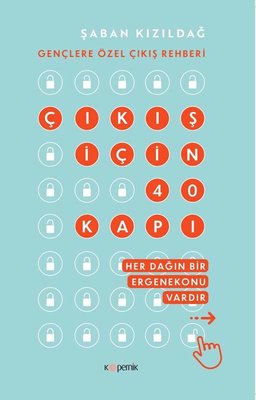 ŞABAN KIZILDAĞ
GENÇLERE ÖZEL ÇIKIŞ REHBERİ
ÇIKIŞ
İÇİN
40
KAPI
HER DAĞIN BİR
ERGENEKONU
VARDIR
Kopernik